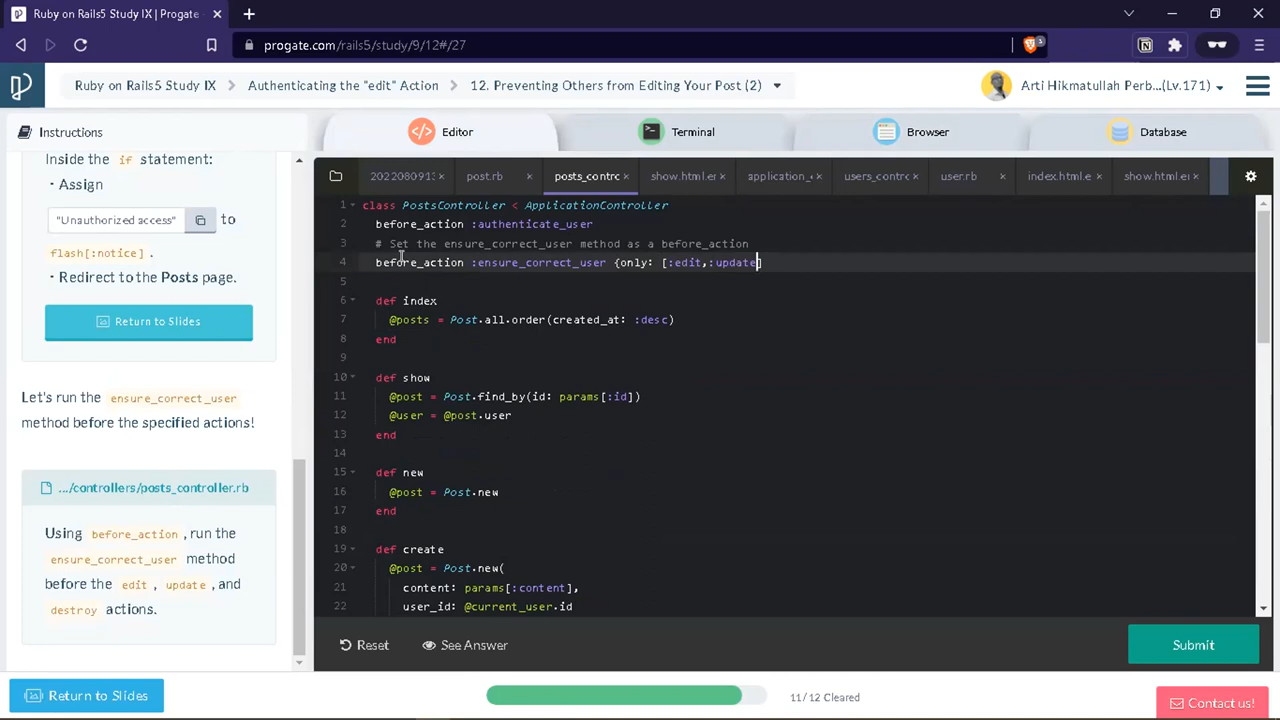 Ruby on Rails5 Study IX | Progate -
progate.com/rails5/study/9/12#/27
Ruby on Rails5 Study IX
Authenticating the "edit" Action
12. Preventing Others from Editing Your Post (2)
Arti Hikmatullah Perb... (Lv.171)
Instructions
Editor
Terminal
Browser
Database
Inside the if statement:
• Assign
"Unauthorized access" to
flash[:notice] .
• Redirect to the Posts page.
Return to Slides
Let's run the ensure_correct_user
method before the specified actions!
.../controllers/posts_controller.rb
Using before_action , run the
ensure_correct_user method
before the edit , update , and
destroy actions.
post.rb
posts_contrc
show.html.er
application_c
users_contrc
user.rb
index.html.e
show.html.er
1 class PostsController < ApplicationController
2 before_action :authenticate_user
3 # Set the ensure_correct_user method as a before_action
4 before_action :ensure_correct_user {only: [:edit,:update]
5
6 def index
7 @posts = Post.all.order(created_at: :desc)
8 end
9
10 def show
11 @post = Post.find_by(id: params[:id])
12 @user = @post.user
13 end
14
15 def new
16 @post = Post.new
17 end
18
19 def create
20 @post = Post.new(
21 content: params[:content],
22 user_id: @current_user.id
Reset
See Answer
Submit
Return to Slides
11/12 Cleared
Contact us!